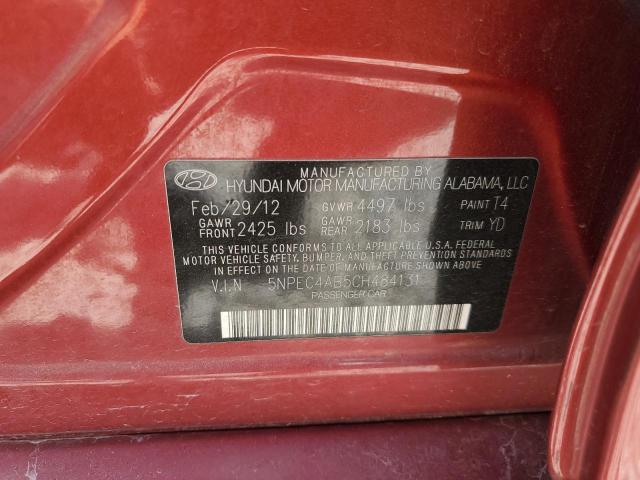 MANUFACTURED BY
HYUNDAI MOTOR MANUFACTURING ALABAMA, LLC
Feb/29/12 GVWR 4497 lbs PAINT T4
GAWR FRONT 2425 lbs GAWR REAR 2183 lbs TRIM YD
THIS VEHICLE CONFORMS TO ALL APPLICABLE U.S.A. FEDERAL
MOTOR VEHICLE SAFETY, BUMPER, AND THEFT PREVENTION STANDARDS
IN EFFECT ON THE DATE OF MANUFACTURE SHOWN ABOVE.
V.I.N 5NPEC4AB5CH484131
PASSENGER CAR